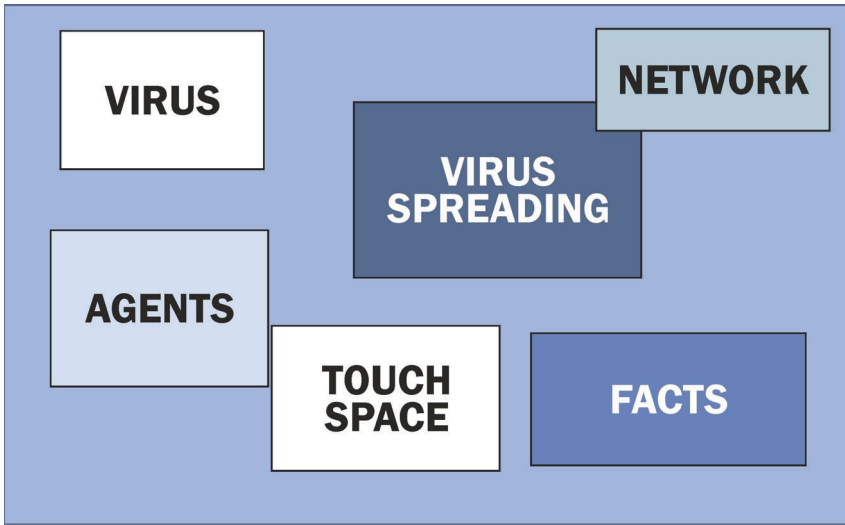 VIRUS
NETWORK
VIRUS
SPREADING
AGENTS
TOUCH
SPACE
FACTS